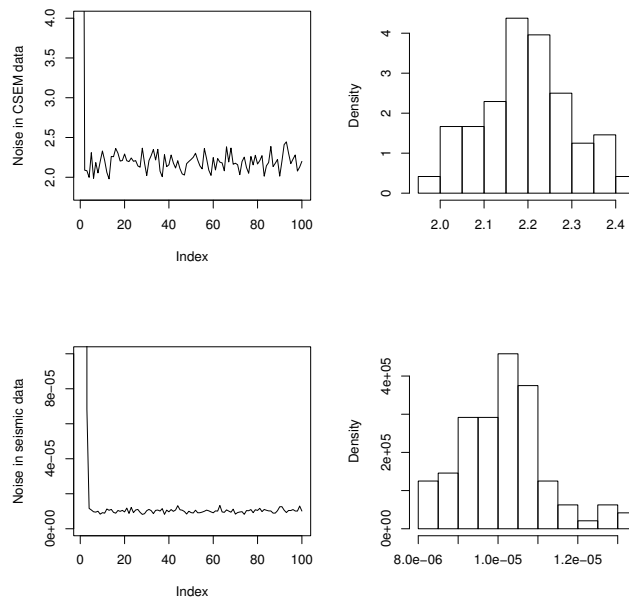 Noise in CSEM data
2.0 2.5 3.0 3.5 4.0
0 20 40 60 80 100
Index
Density
0 1 2 3 4
2.0 2.1 2.2 2.3 2.4
Noise in seismic data
0e+00 4e-05 8e-05
0 20 40 60 80 100
Index
Density
0e+00 2e+05 4e+05
8.0e-06 1.0e-05 1.2e-05